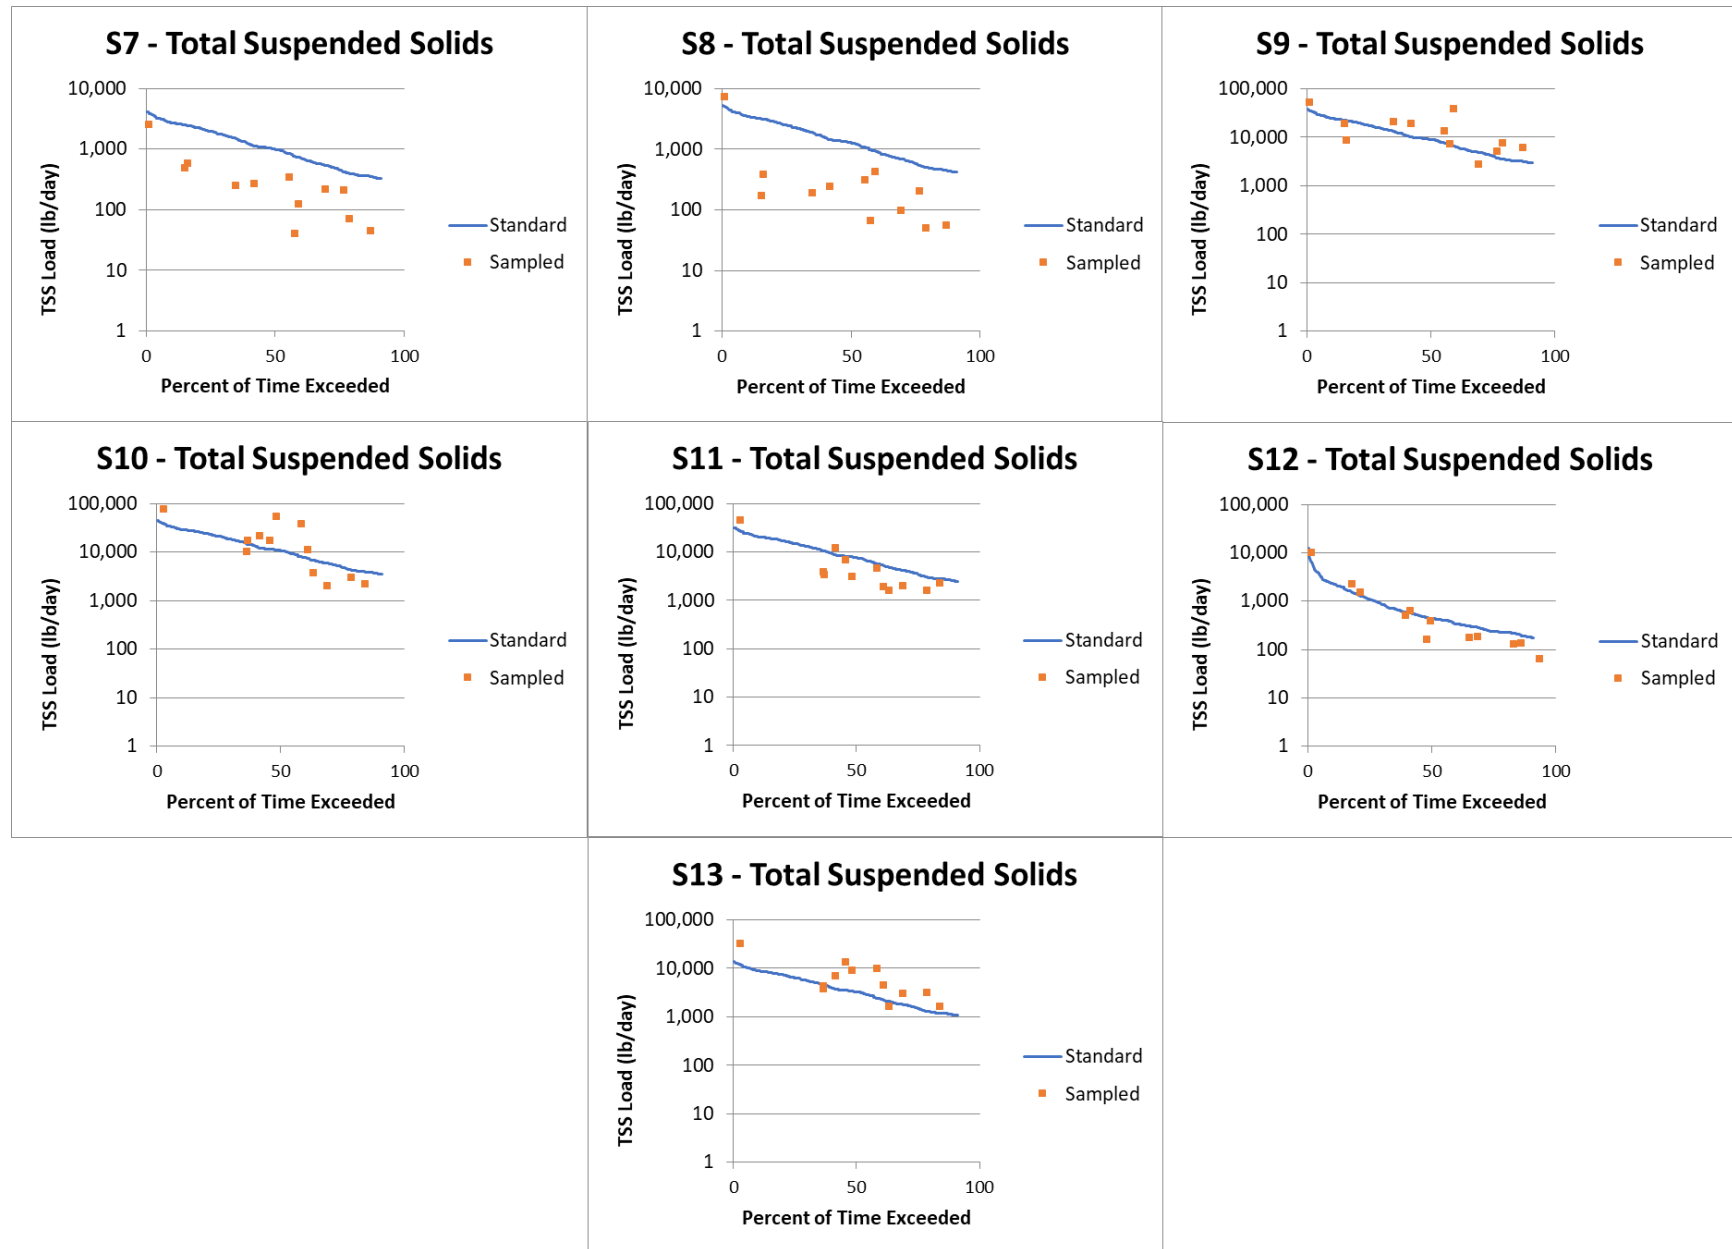 S7 - Total Suspended Solids
10,000
1,000
100
10
1
0 50 100
TSS Load (lb/day)
Percent of Time Exceeded
Standard
Sampled
S8 - Total Suspended Solids
10,000
1,000
100
10
1
0 50 100
TSS Load (lb/day)
Percent of Time Exceeded
Standard
Sampled
S9 - Total Suspended Solids
100,000
10,000
1,000
100
10
1
0 50 100
TSS Load (lb/day)
Percent of Time Exceeded
Standard
Sampled
S10 - Total Suspended Solids
100,000
10,000
1,000
100
10
1
0 50 100
TSS Load (lb/day)
Percent of Time Exceeded
Standard
Sampled
S11 - Total Suspended Solids
100,000
10,000
1,000
100
10
1
0 50 100
TSS Load (lb/day)
Percent of Time Exceeded
Standard
Sampled
S12 - Total Suspended Solids
100,000
10,000
1,000
100
10
1
0 50 100
TSS Load (lb/day)
Percent of Time Exceeded
Standard
Sampled
S13 - Total Suspended Solids
100,000
10,000
1,000
100
10
1
0 50 100
TSS Load (lb/day)
Percent of Time Exceeded
Standard
Sampled